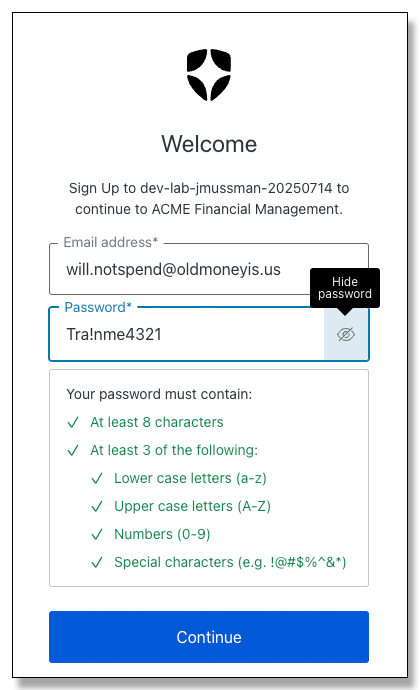 Welcome
Sign Up to dev-lab-jmussman-20250714 to
continue to ACME Financial Management.
Email address*
will.notspend@oldmoneyis.us
Hide
password
Password*
Tra!nme4321
Your password must contain:
At least 8 characters
At least 3 of the following:
Lower case letters (a-z)
Upper case letters (A-Z)
Numbers (0-9)
Special characters (e.g. !@#$%^&*)
Continue